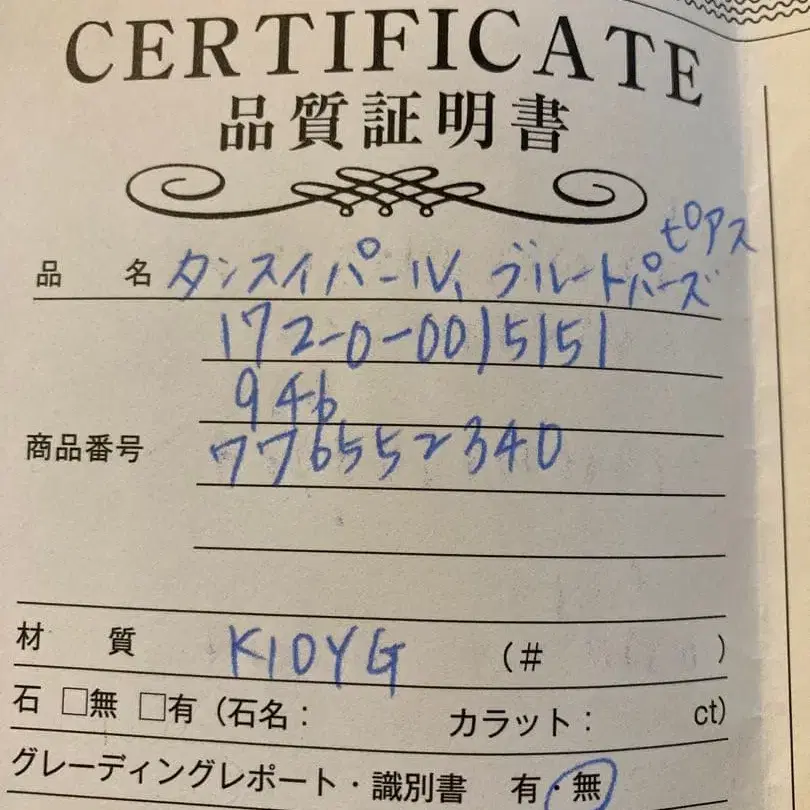 CERTIFICATE
品質証明書
ピアス
品 名 タンスイパール、ブルートパーズ
172-0-0015151
946
商品番号 776552340
材 質 K10YG (# )
石 □無 □有 (石名: カラット: ct)
グレーディングレポート・識別書 有・無